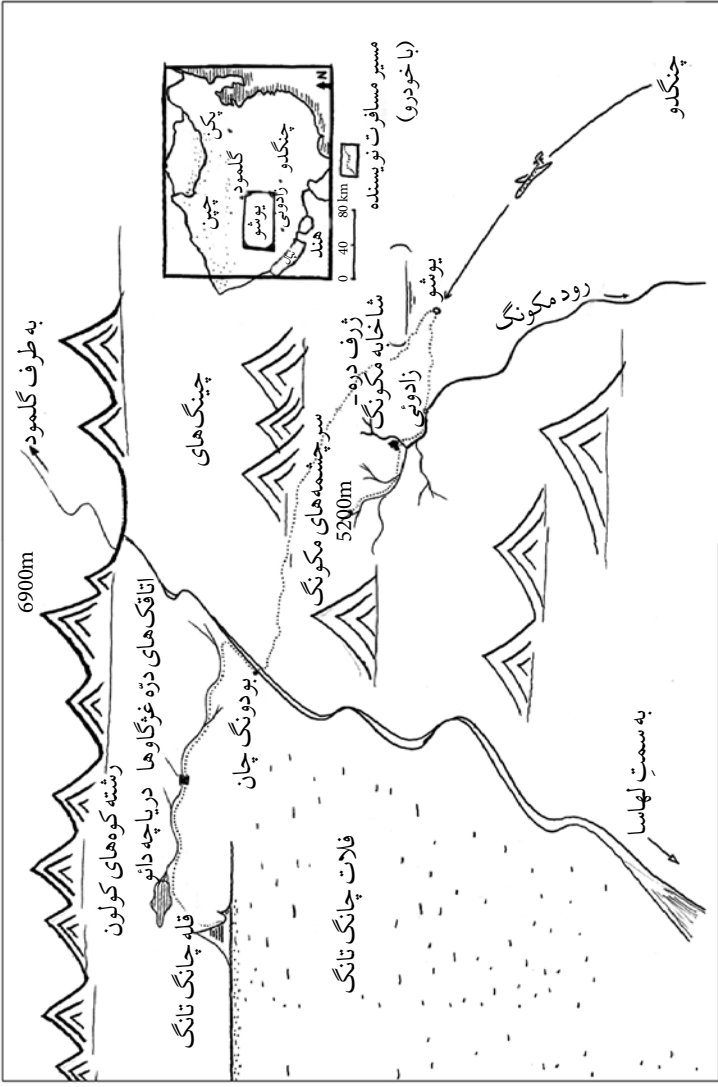 به طرف گلمود
6900m
رشته کوه‌های کولون
اتاقک‌های درّه غژگاوها
دریاچه دائو
قله چانگ تانگ
فلات چانگ تانگ
بودونگ چان
به سمتِ لهاسا
چینگ‌های
سرچشمه‌های مکونگ
5200m
ژرف دره-
شاخابه مکونگ
زادوئی
یوشو
رود مکونگ
چنگدو
پکن
چین
گلمود
چنگدو
یوشو
زادوئی
نپال
هند
N
0 40 80 km
مسیر مسافرت نویسنده
(با خودرو)